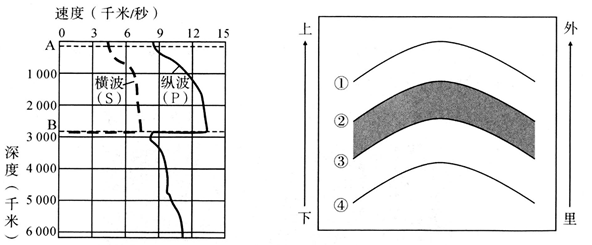 速度（千米/秒）
0 3 6 9 12 15
A
1 000
2 000
B
3 000
4 000
5 000
6 000
深度（千米）
横波
（S）
纵波
（P）
上
下
①
②
③
④
外
里